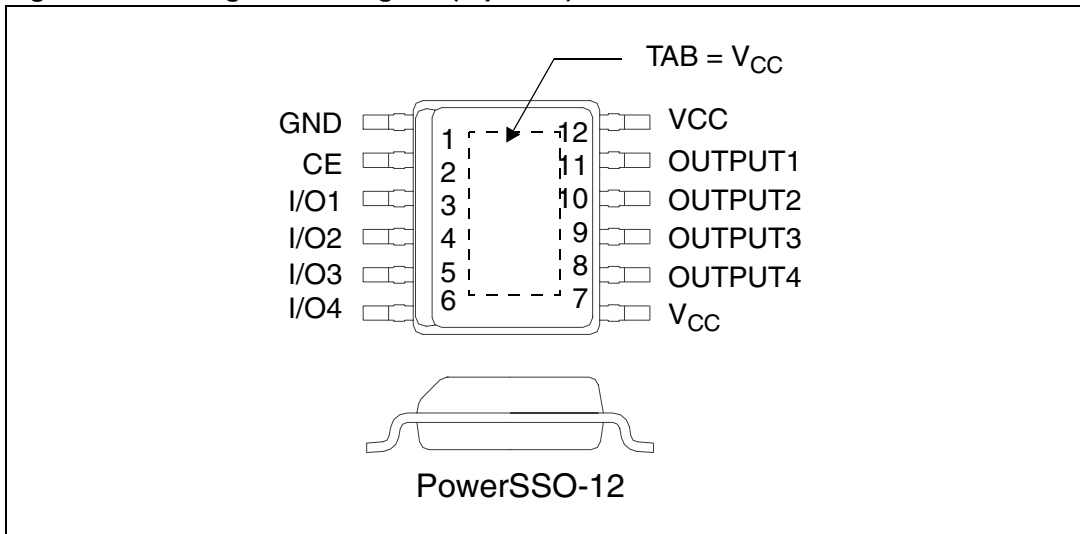 TAB = VCC
GND 1 12 VCC
CE 2 11 OUTPUT1
I/O1 3 10 OUTPUT2
I/O2 4 9 OUTPUT3
I/O3 5 8 OUTPUT4
I/O4 6 7 VCC
PowerSSO-12